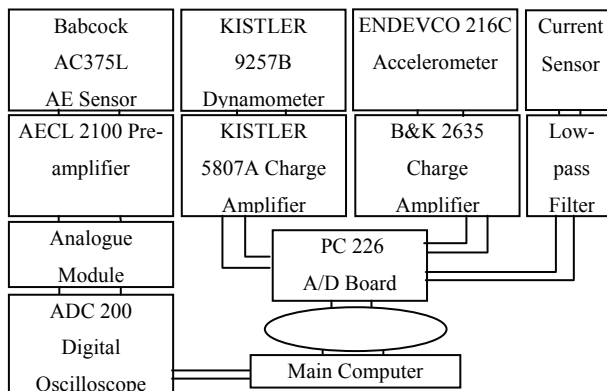 Babcock
AC375L
AE Sensor
KISTLER
9257B
Dynamometer
ENDEVCO 216C
Accelerometer
Current
Sensor
AECL 2100 Pre-
amplifier
KISTLER
5807A Charge
Amplifier
B&K 2635
Charge
Amplifier
Low-
pass
Filter
Analogue
Module
PC 226
A/D Board
ADC 200
Digital
Oscilloscope
Main Computer